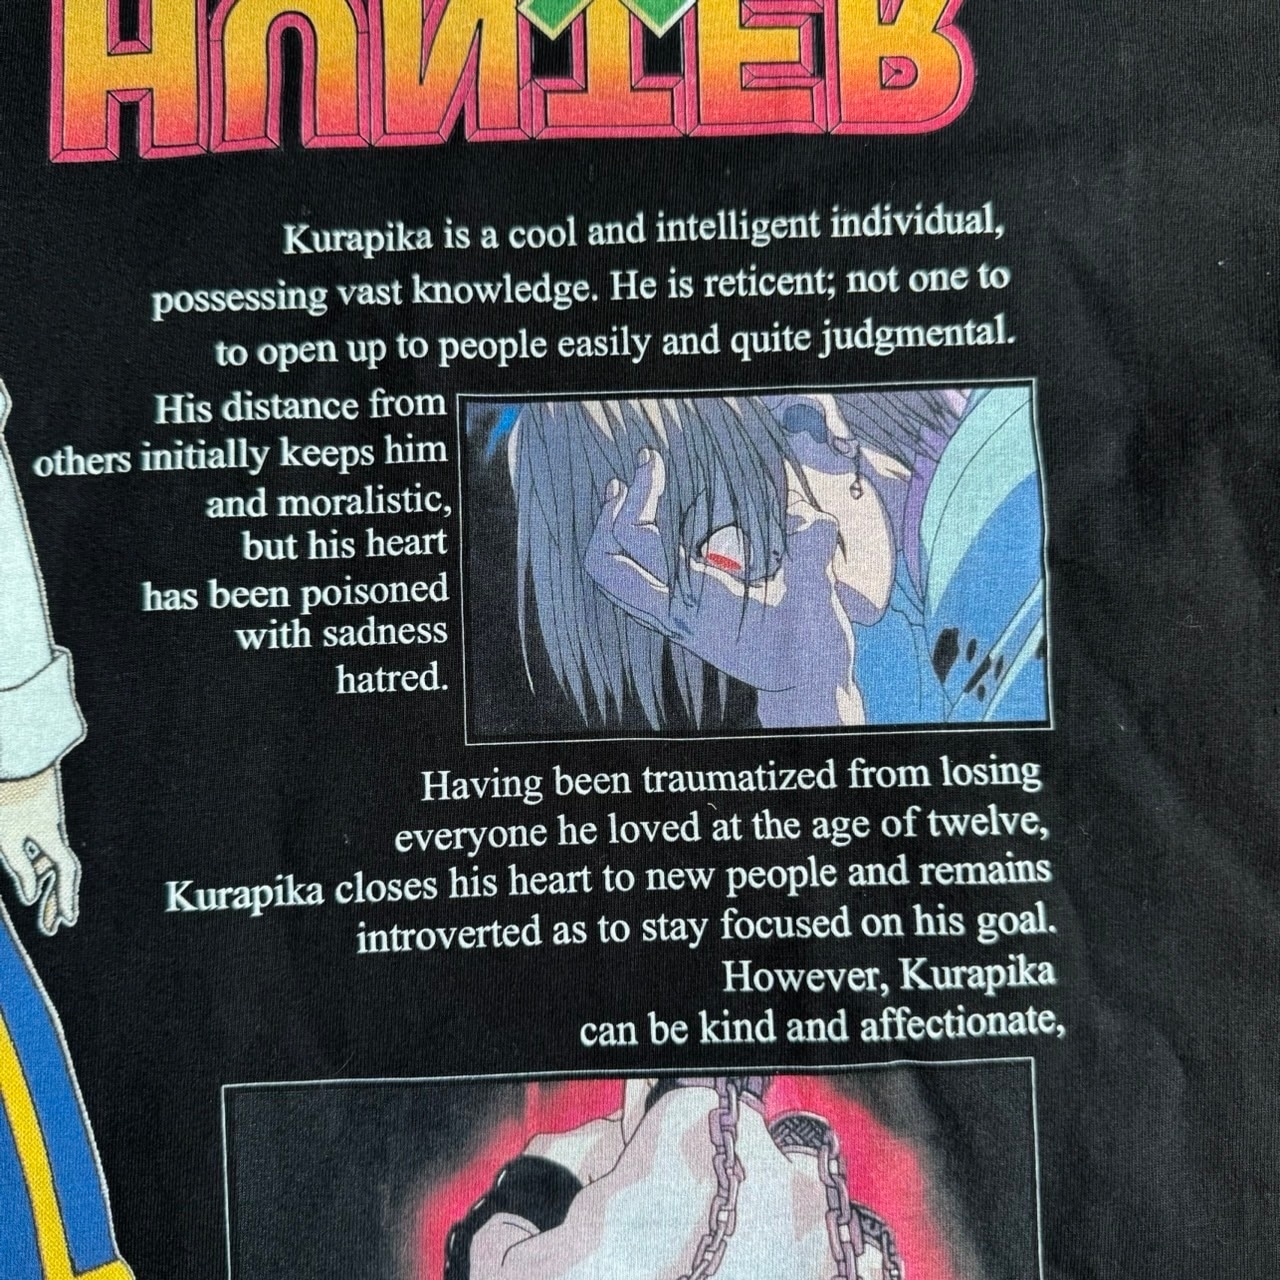 HUNTER
Kurapika is a cool and intelligent individual,
possessing vast knowledge. He is reticent; not one to
to open up to people easily and quite judgmental.
His distance from
others initially keeps him
and moralistic,
but his heart
has been poisoned
with sadness
hatred.
Having been traumatized from losing
everyone he loved at the age of twelve,
Kurapika closes his heart to new people and remains
introverted as to stay focused on his goal.
However, Kurapika
can be kind and affectionate,